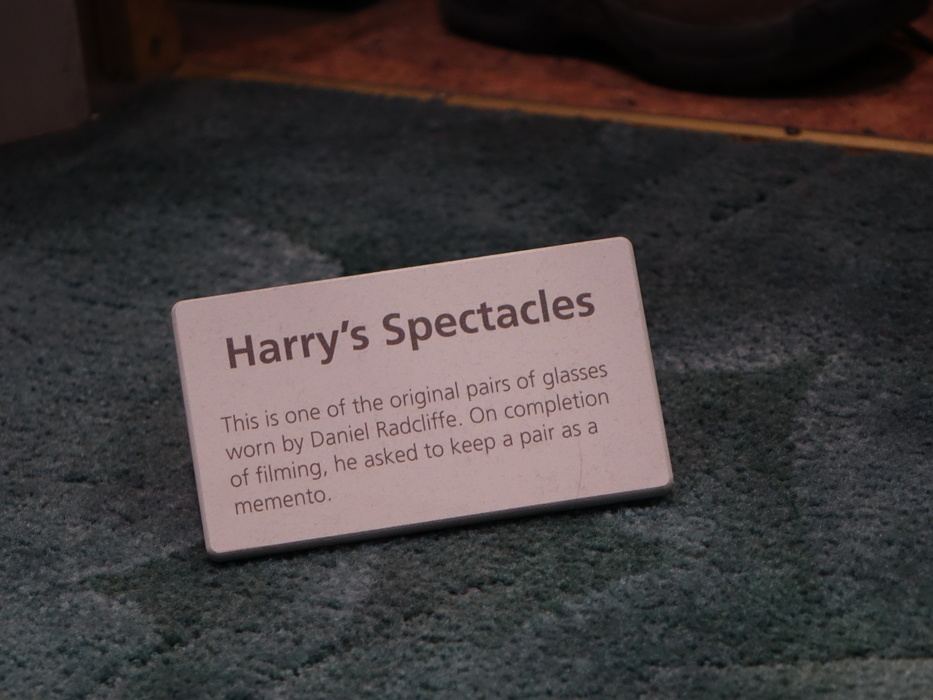 Harry's Spectacles
This is one of the original pairs of glasses
worn by Daniel Radcliffe. On completion
of filming, he asked to keep a pair as a
memento.